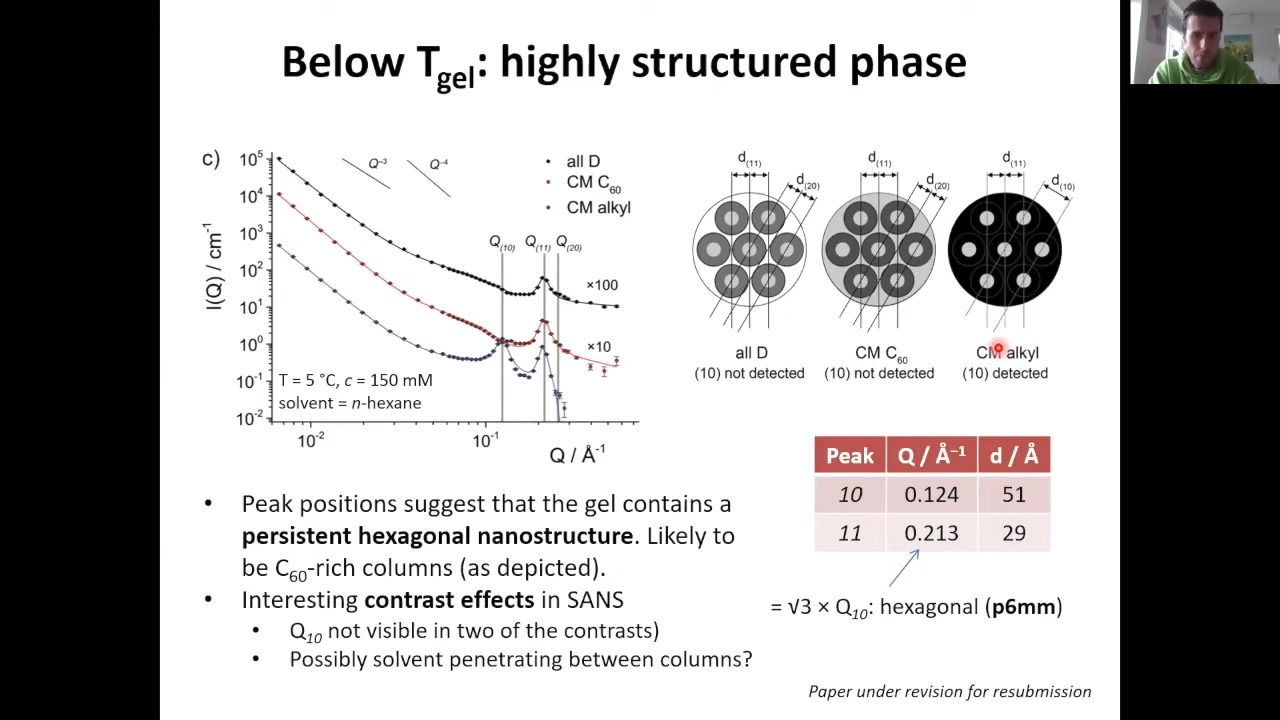 Below Tgel: highly structured phase
c)
10^5
10^4
10^3
10^2
10^1
10^0
10^-1
10^-2
I(Q) / cm^-1
Q^–3
Q^–4
all D
CM C60
CM alkyl
Q(10) Q(11) Q(20)
×100
×10
T = 5 °C, c = 150 mM
solvent = n-hexane
10^-2 10^-1
Q / Å^-1
d(11) d(11) d(11)
d(20) d(20) d(10)
all D CM C60 CM alkyl
(10) not detected (10) not detected (10) detected
Peak Q / Å^–1 d / Å
10 0.124 51
11 0.213 29
= √3 × Q10: hexagonal (p6mm)
• Peak positions suggest that the gel contains a
persistent hexagonal nanostructure. Likely to
be C60-rich columns (as depicted).
• Interesting contrast effects in SANS
• Q10 not visible in two of the contrasts)
• Possibly solvent penetrating between columns?
Paper under revision for resubmission